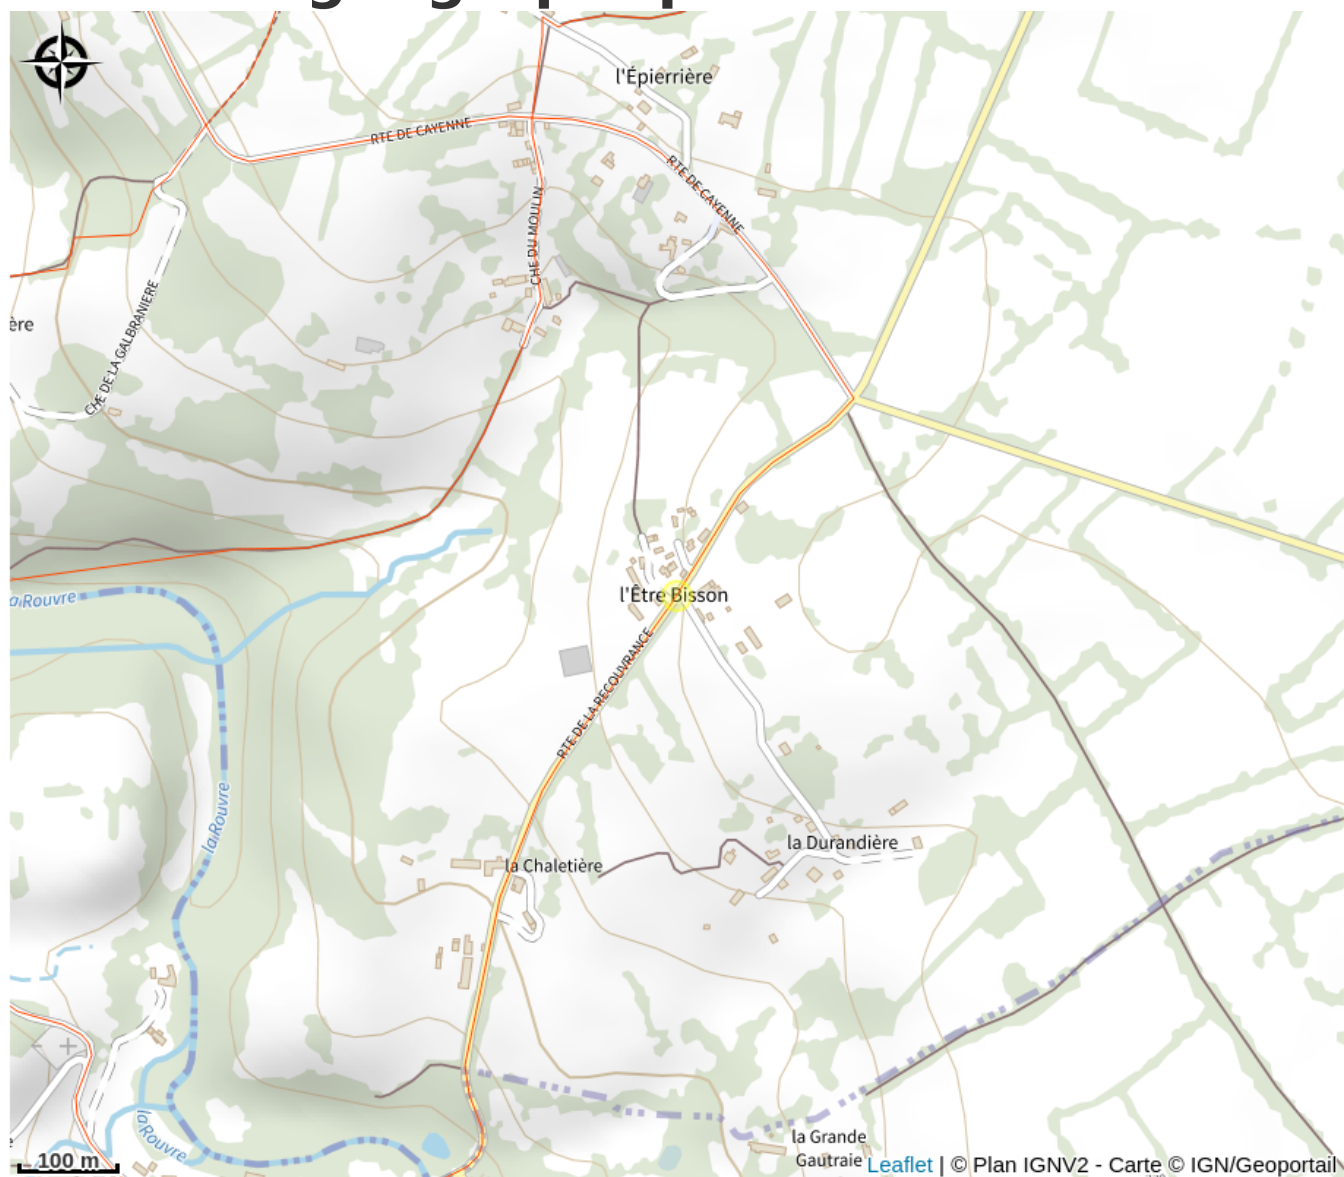 l'Épierrière
RTE DE CAYENNE
RTE DE CAYENNE
CHE DU MOULIN
CHE DE LA GALBRANIERE
ère
l'Être Bisson
la Rouvre
RTE DE LA RECOUVRANCE
la Rouvre
la Durandière
la Chaletière
la Rouvre
la Grande
Gautraie
100 m
Leaflet | © Plan IGNV2 - Carte © IGN/Geoportail